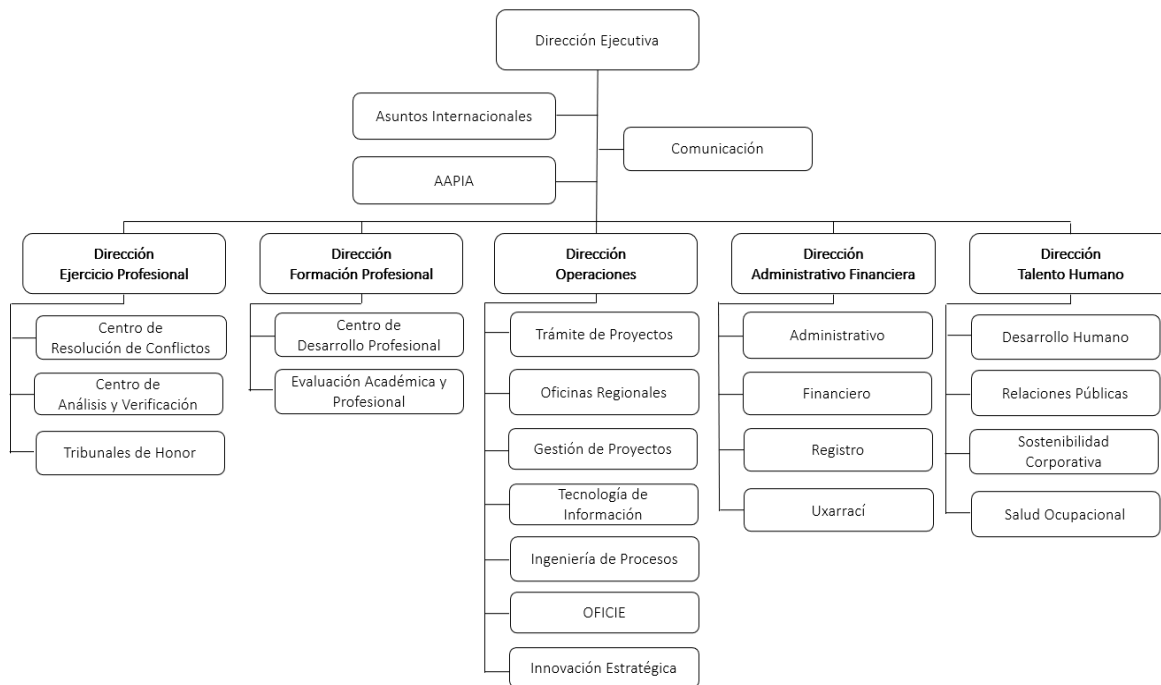 Dirección Ejecutiva
Asuntos Internacionales
Comunicación
AAPIA
Dirección
Ejercicio Profesional
Centro de
Resolución de Conflictos
Centro de
Análisis y Verificación
Tribunales de Honor
Dirección
Formación Profesional
Centro de
Desarrollo Profesional
Evaluación Académica y
Profesional
Dirección
Operaciones
Trámite de Proyectos
Oficinas Regionales
Gestión de Proyectos
Tecnología de
Información
Ingeniería de Procesos
OFICIE
Innovación Estratégica
Dirección
Administrativo Financiera
Administrativo
Financiero
Registro
Uxarrací
Dirección
Talento Humano
Desarrollo Humano
Relaciones Públicas
Sostenibilidad
Corporativa
Salud Ocupacional